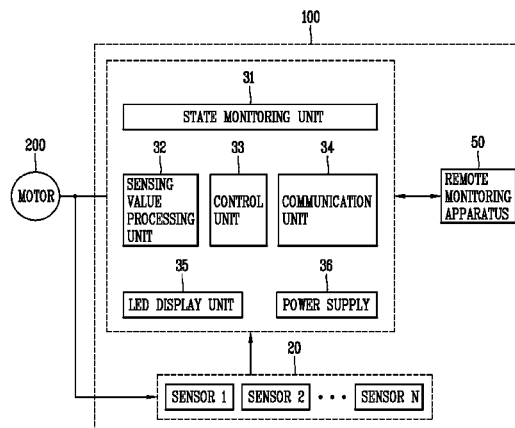 100
31
STATE MONITORING UNIT
200
MOTOR
32
SENSING
VALUE
PROCESSING
UNIT
33
CONTROL
UNIT
34
COMMUNICATION
UNIT
50
REMOTE
MONITORING
APPARATUS
35
LED DISPLAY UNIT
36
POWER SUPPLY
20
SENSOR 1
SENSOR 2
• • •
SENSOR N